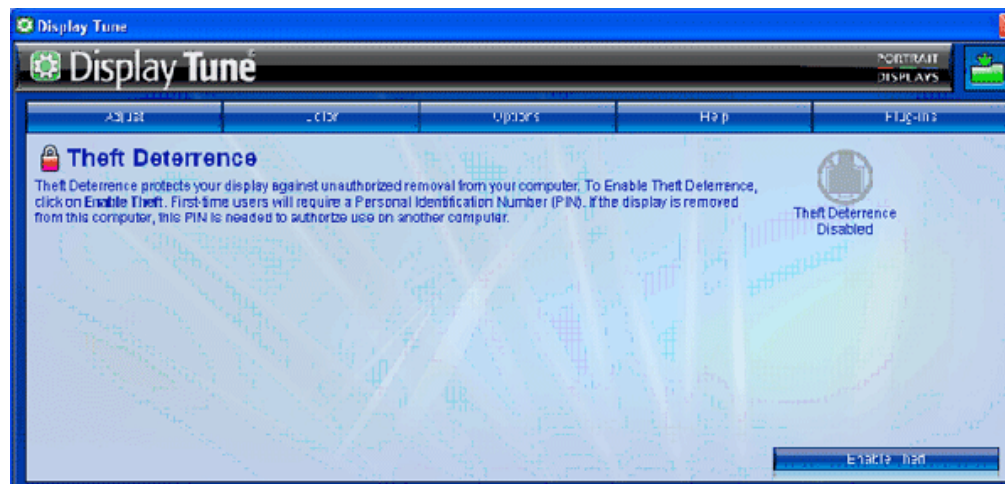 Display Tune
Display Tune
PORTRAIT
DISPLAYS
Adjust Color Options Help Plug-ins
Theft Deterrence
Theft Deterrence protects your display against unauthorized removal from your computer. To Enable Theft Deterrence,
click on Enable Theft. First-time users will require a Personal Identification Number (PIN). If the display is removed
from this computer, this PIN is needed to authorize use on another computer.
Theft Deterrence
Disabled
Enable Theft